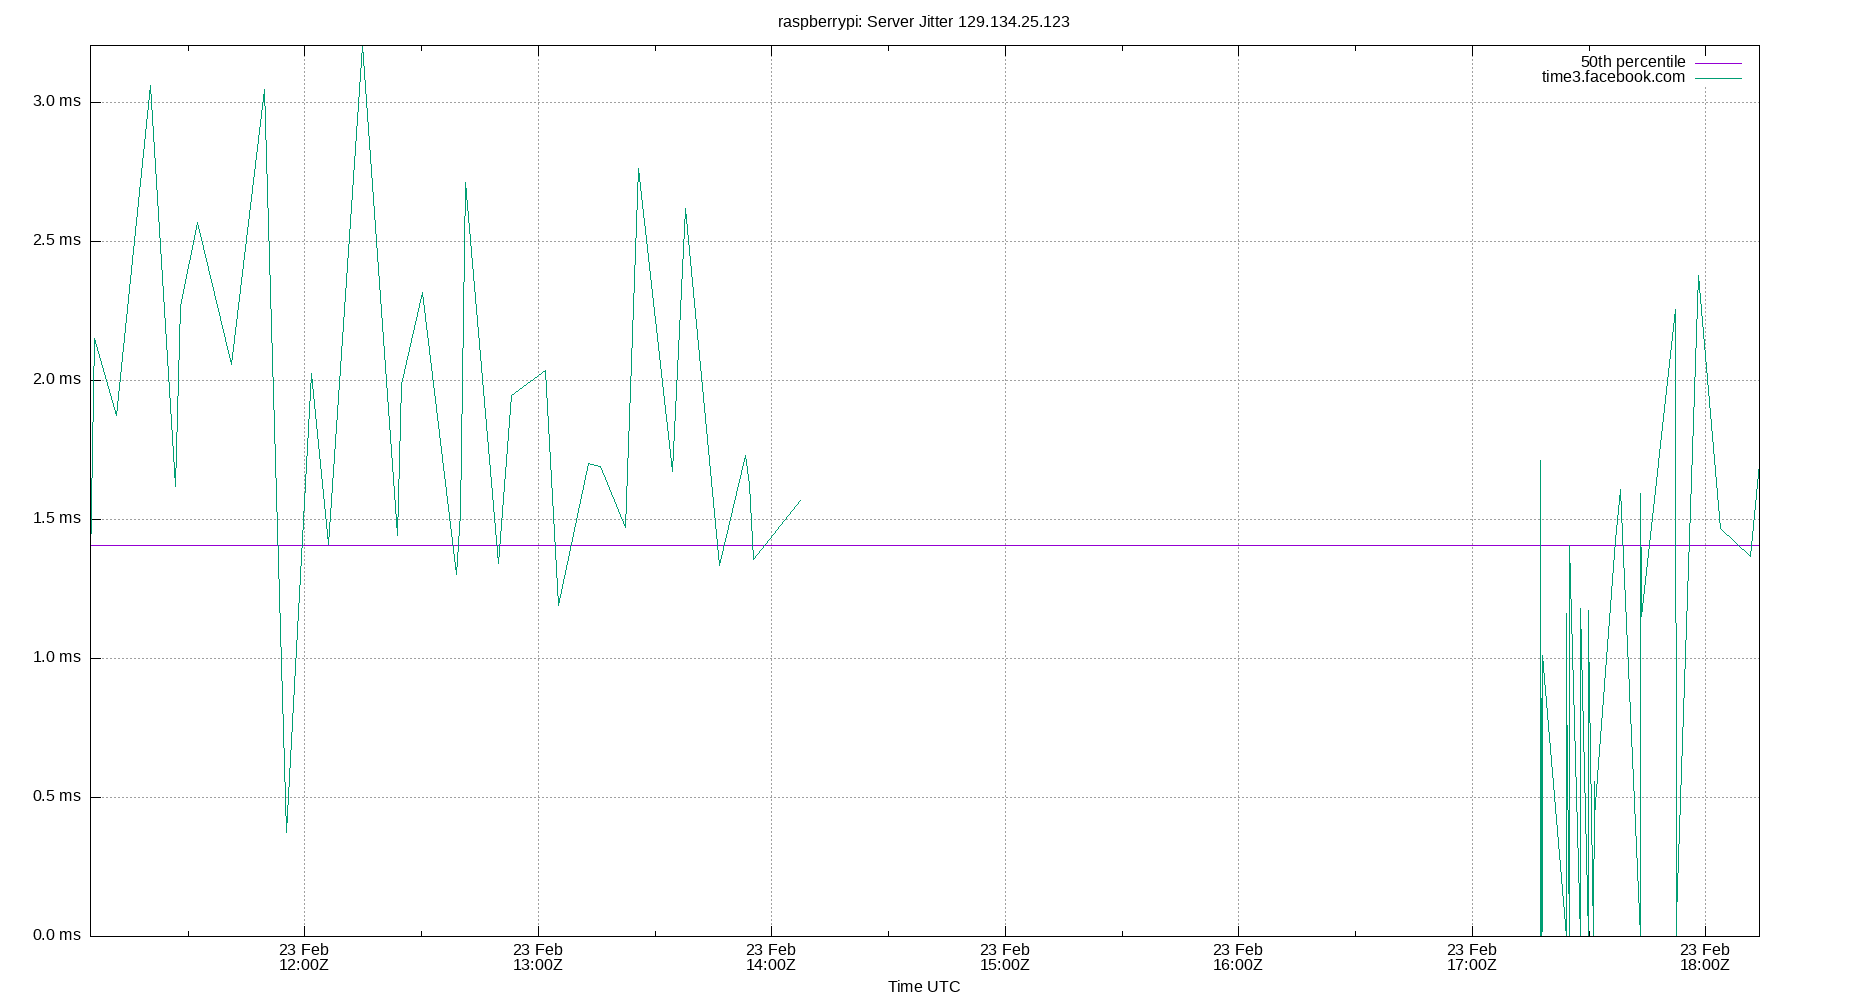 raspberrypi: Server Jitter 129.134.25.123
50th percentile
time3.facebook.com
3.0 ms
2.5 ms
2.0 ms
1.5 ms
1.0 ms
0.5 ms
0.0 ms
23 Feb 23 Feb 23 Feb 23 Feb 23 Feb 23 Feb 23 Feb
12:00Z 13:00Z 14:00Z 15:00Z 16:00Z 17:00Z 18:00Z
Time UTC